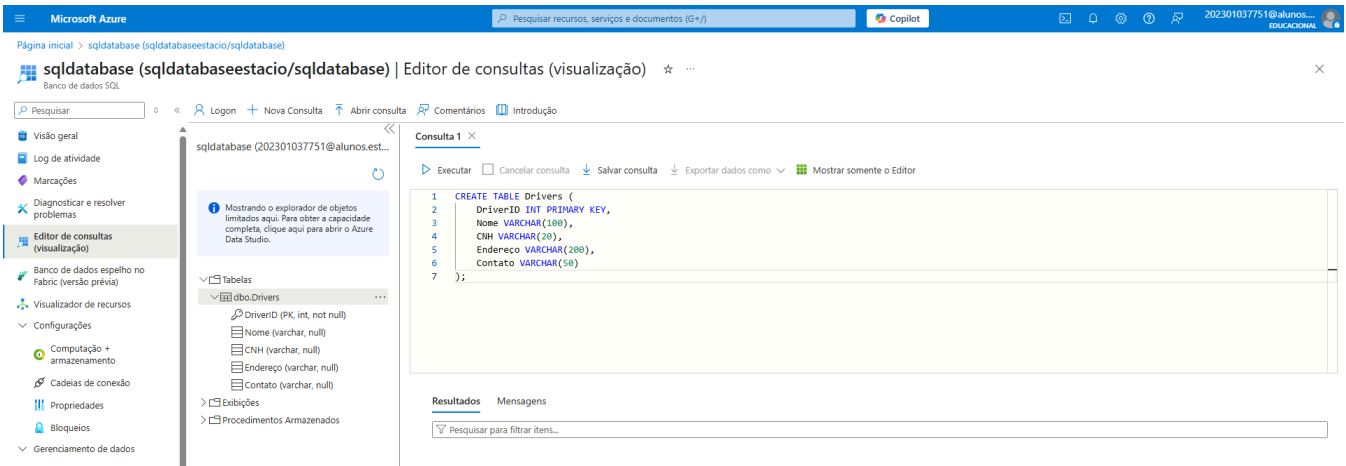 Microsoft Azure
Pesquisar recursos, serviços e documentos (G+/)
Copilot
202301037751@alunos....
EDUCACIONAL
Página inicial > sqldatabase (sqldatabaseestacio/sqldatabase)
sqldatabase (sqldatabaseestacio/sqldatabase) | Editor de consultas (visualização)
Banco de dados SQL
Pesquisar
Visão geral
Log de atividade
Marcações
Diagnosticar e resolver
problemas
Editor de consultas
(visualização)
Banco de dados espelho no
Fabric (versão prévia)
Visualizador de recursos
Configurações
Computação +
armazenamento
Cadeias de conexão
Propriedades
Bloqueios
Gerenciamento de dados
Logon
Nova Consulta
Abrir consulta
Comentários
Introdução
sqldatabase (202301037751@alunos.est...
Mostrando o explorador de objetos
limitados aqui. Para obter a capacidade
completa, clique aqui para abrir o Azure
Data Studio.
Tabelas
dbo.Drivers
DriverID (PK, int, not null)
Nome (varchar, null)
CNH (varchar, null)
Endereço (varchar, null)
Contato (varchar, null)
Exibições
Procedimentos Armazenados
Consulta 1
Executar
Cancelar consulta
Salvar consulta
Exportar dados como
Mostrar somente o Editor
1 CREATE TABLE Drivers (
2 DriverID INT PRIMARY KEY,
3 Nome VARCHAR(100),
4 CNH VARCHAR(20),
5 Endereço VARCHAR(200),
6 Contato VARCHAR(50)
7 );
Resultados
Mensagens
Pesquisar para filtrar itens...